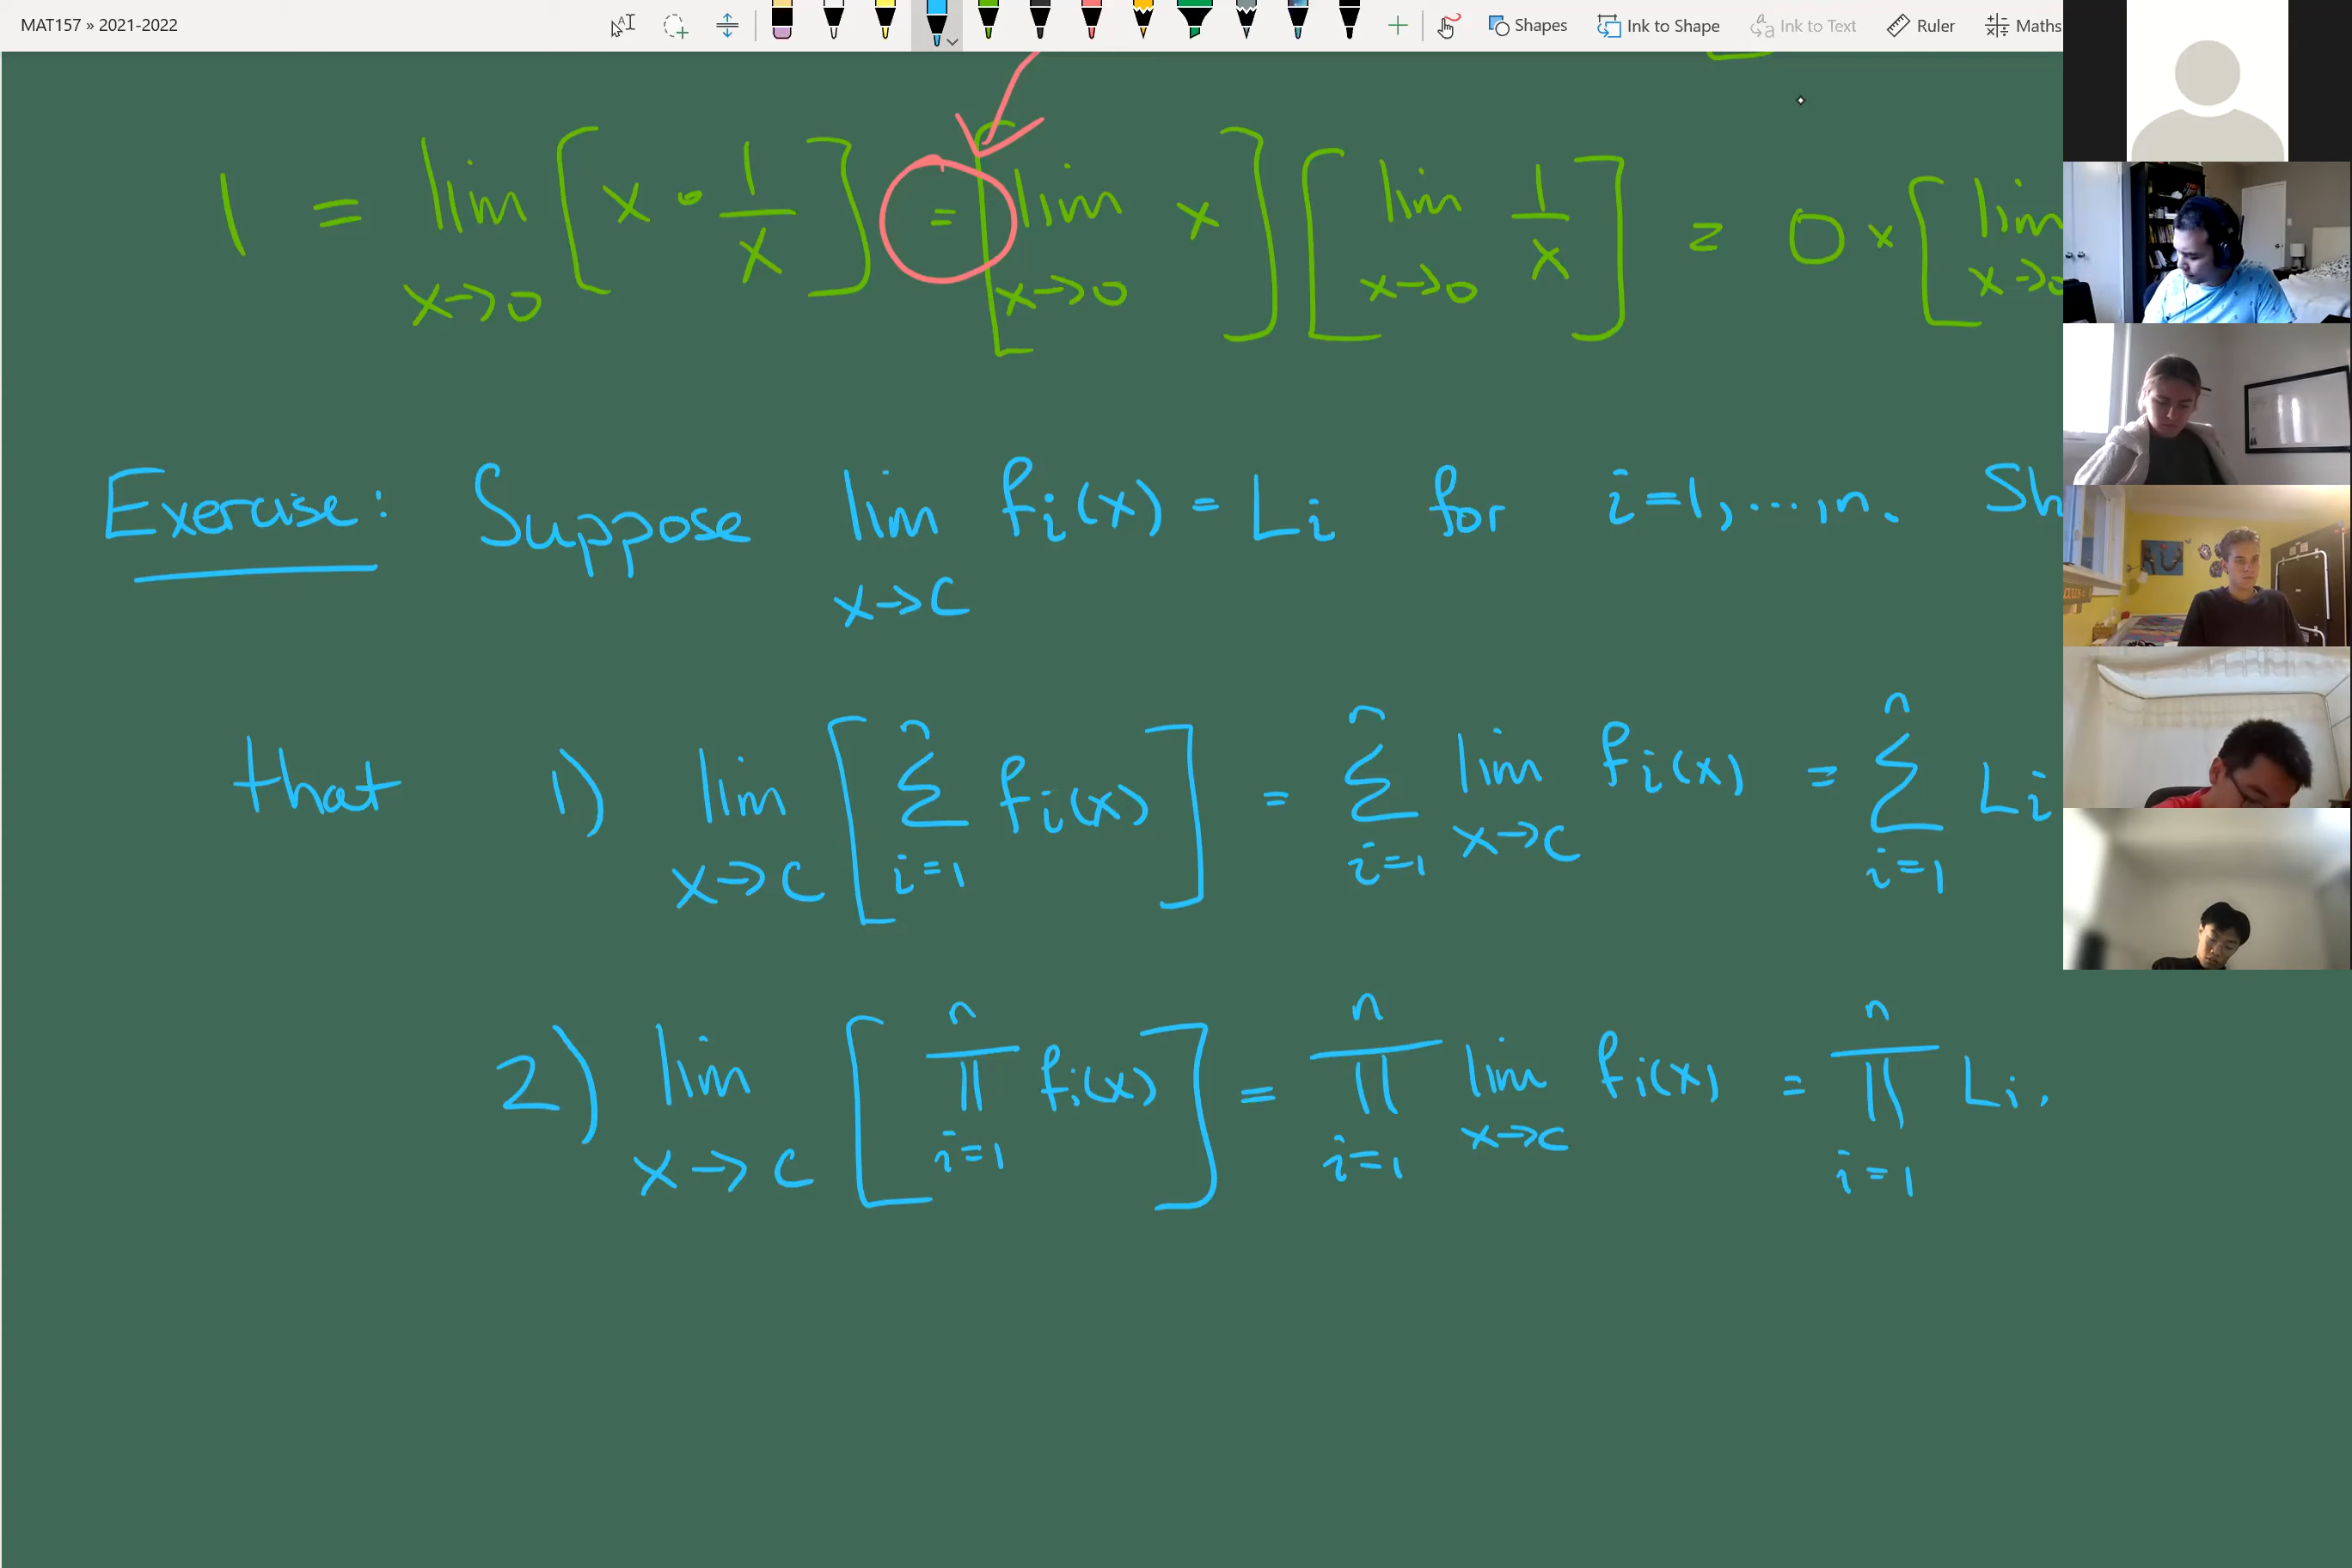 MAT157 » 2021-2022
Shapes Ink to Shape Ink to Text Ruler Maths
1 = lim x→0 [x · 1/x] = [lim x→0 x] [lim x→0 1/x] = 0 × [lim x→0
Exercise: Suppose lim x→c fi(x) = Li for i=1,...,n. Sh
that 1) lim x→c [∑ i=1 n fi(x)] = ∑ i=1 n lim x→c fi(x) = ∑ i=1 n Li
2) lim x→c [∏ i=1 n fi(x)] = ∏ i=1 n lim x→c fi(x) = ∏ i=1 n Li.